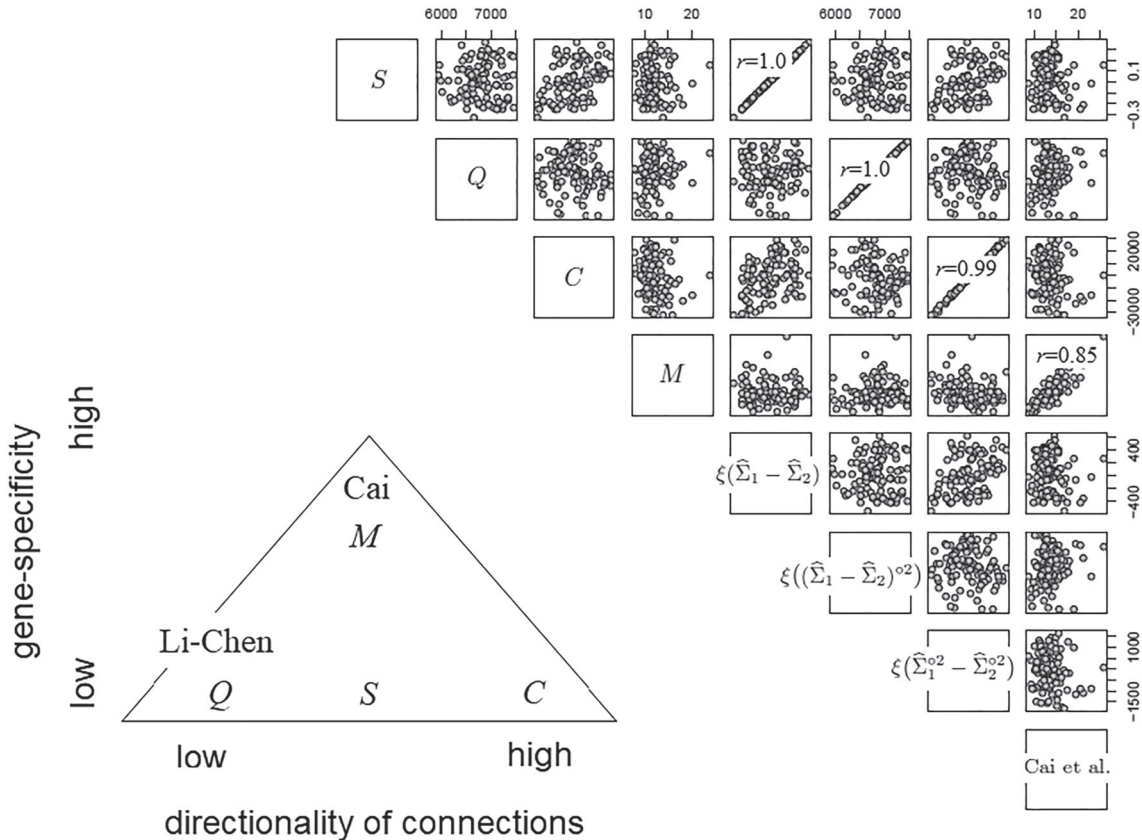 6000 7000 10 20 6000 7000 10 20
S r=1.0 0.1 -0.3
Q r=1.0
C r=0.99 20000 -30000
M r=0.85
ξ(Σ̂₁ − Σ̂₂) 400 -400
ξ((Σ̂₁ − Σ̂₂)°²)
ξ(Σ̂₁°² − Σ̂₂°²) 1000 -1500
Cai et al.
gene-specificity
high
low
Cai
M
Li-Chen
Q S C
low high
directionality of connections